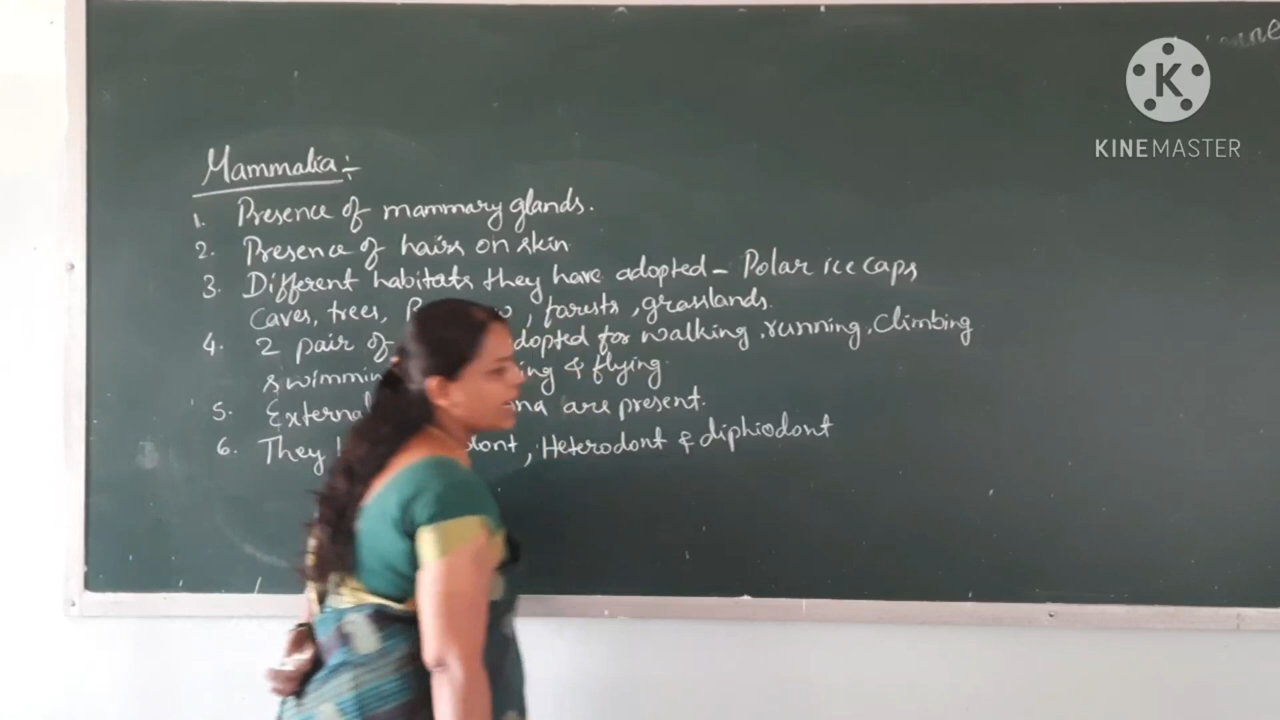 Mammalia:-
1. Presence of mammary glands.
2. Presence of hairs on skin
3. Different habitats they have adopted - Polar ice caps,
caves, trees, forests, grasslands.
4. 2 pair of dopted for walking, running, climbing
swimmin ing & flying
5. External na are present.
6. They dont, Heterodont & diphiodont
K
KINEMASTER